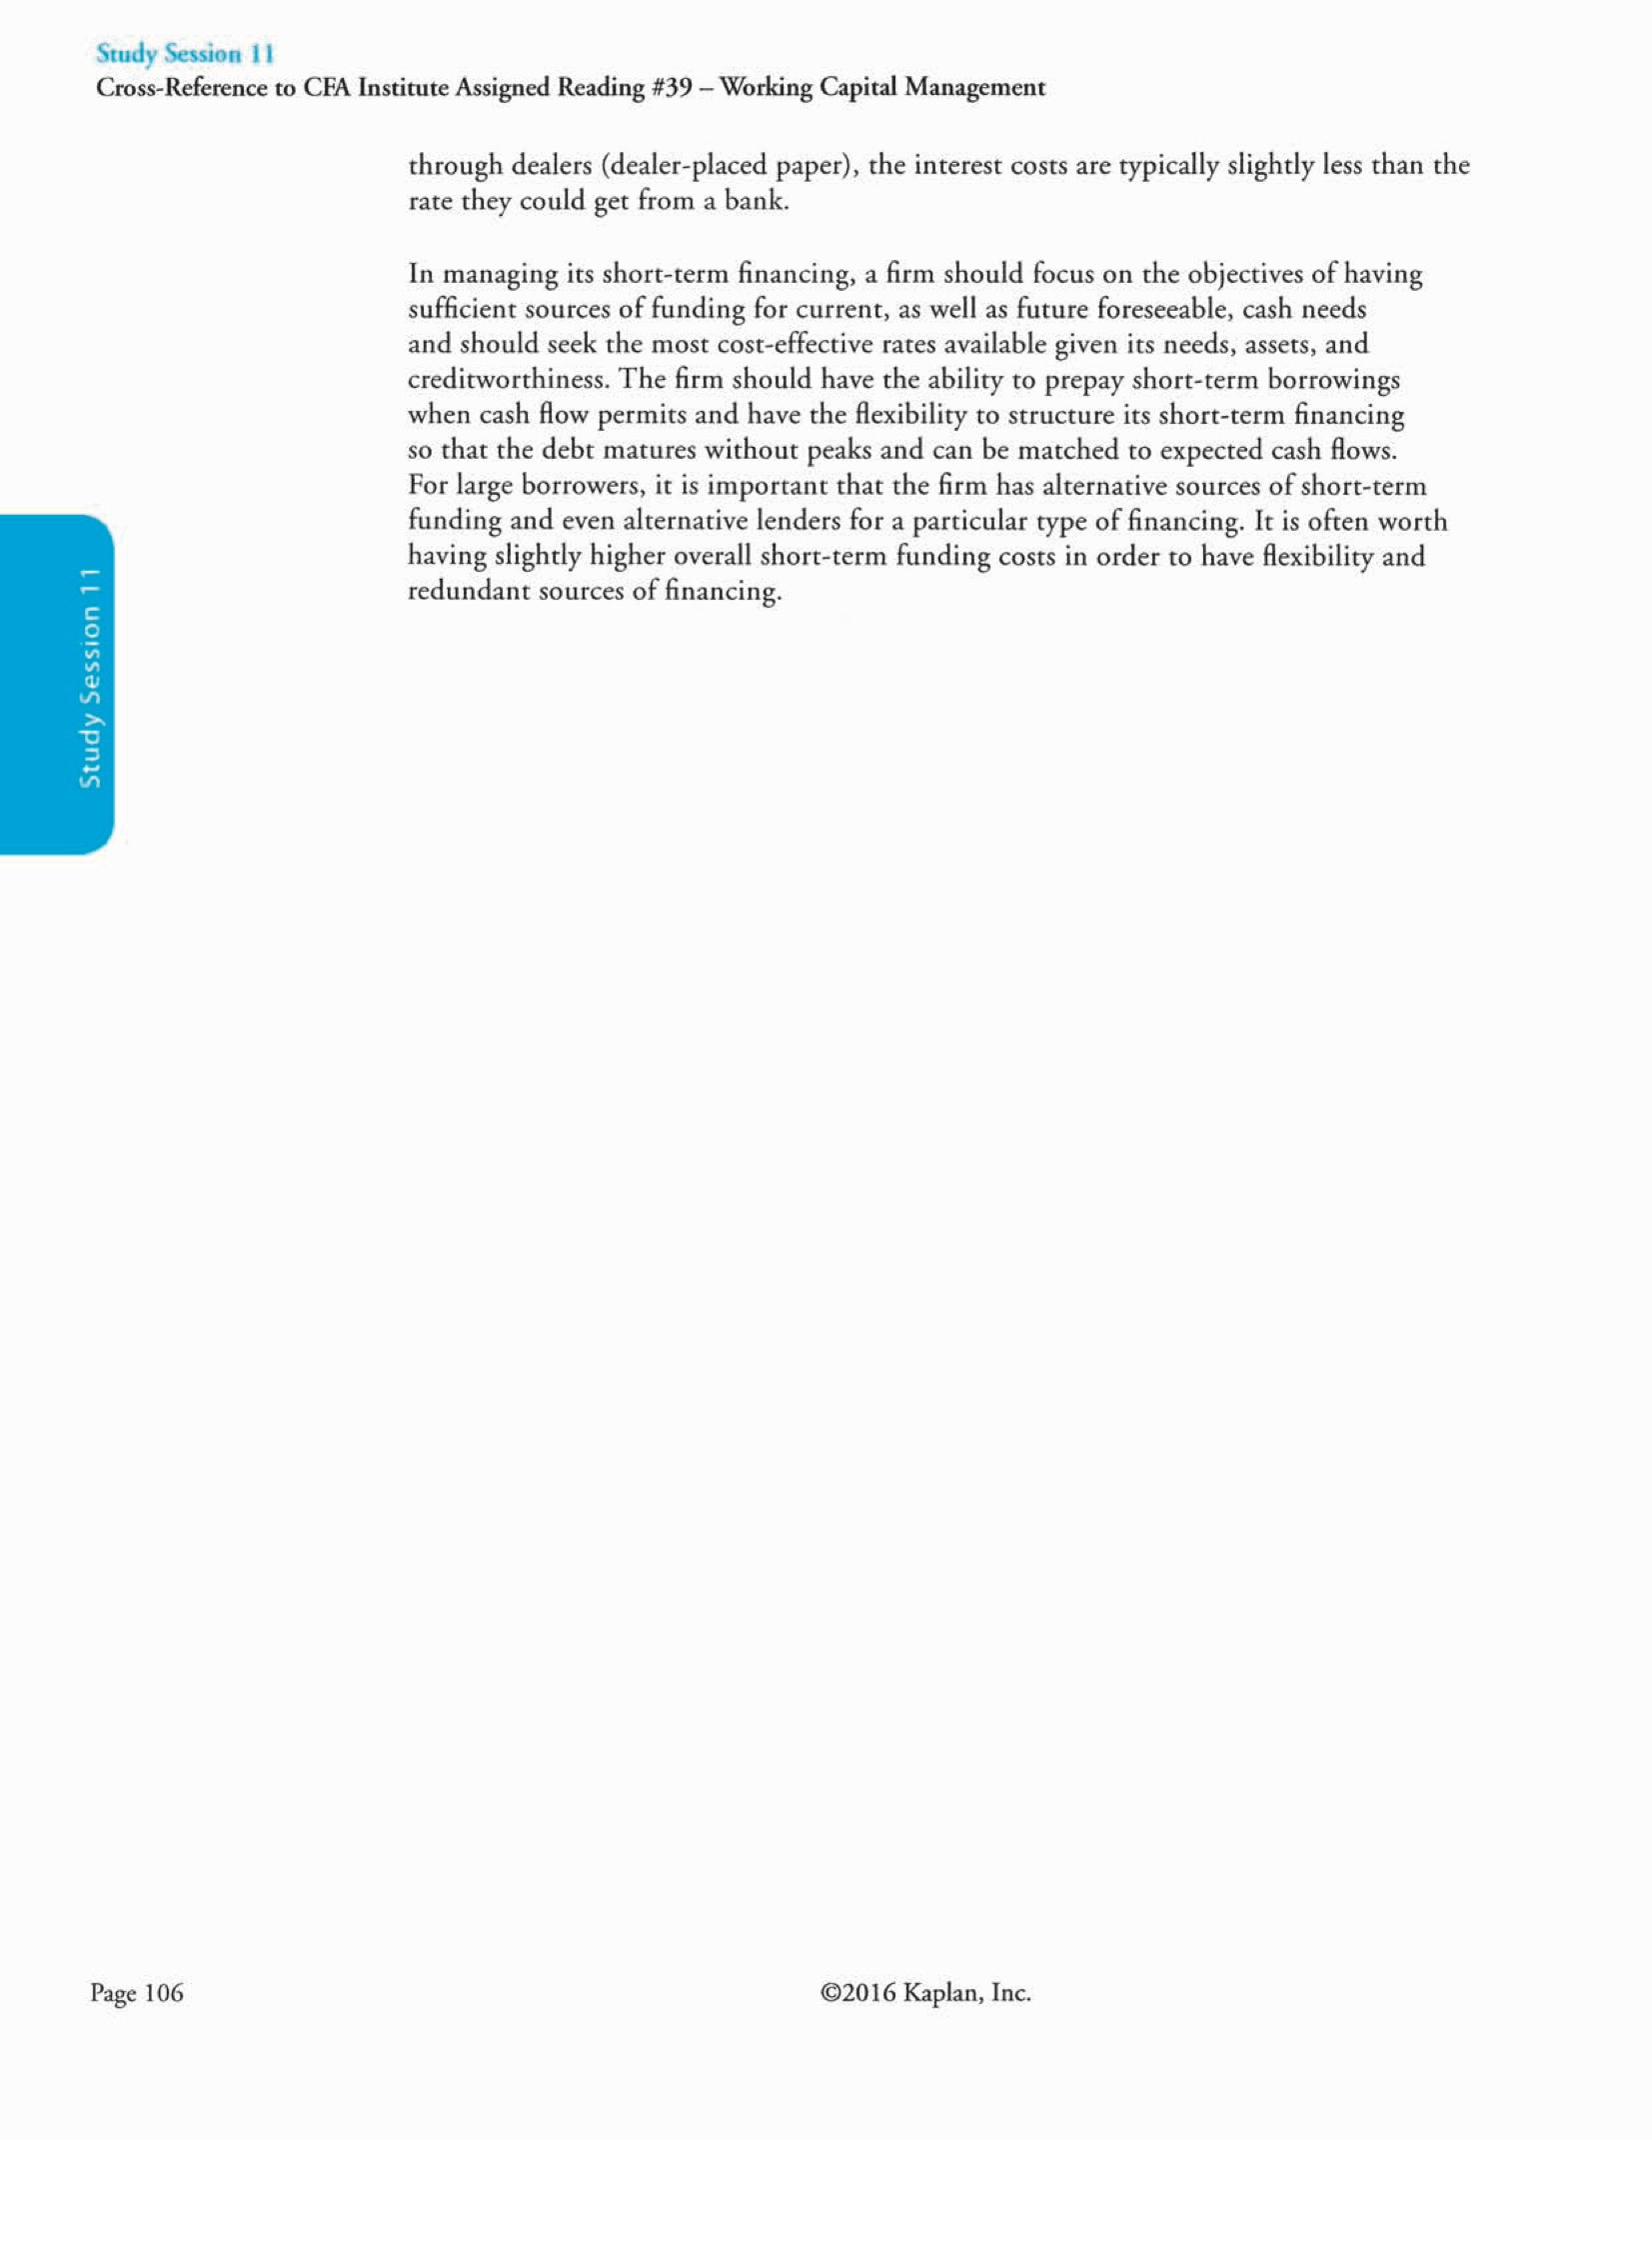 Study Session 11
Cross-Reference to CFA Institute Assigned Reading #39 – Working Capital Management
through dealers (dealer-placed paper), the interest costs are typically slightly less than the
rate they could get from a bank.
In managing its short-term financing, a firm should focus on the objectives of having
sufficient sources of funding for current, as well as future foreseeable, cash needs
and should seek the most cost-effective rates available given its needs, assets, and
creditworthiness. The firm should have the ability to prepay short-term borrowings
when cash flow permits and have the flexibility to structure its short-term financing
so that the debt matures without peaks and can be matched to expected cash flows.
For large borrowers, it is important that the firm has alternative sources of short-term
funding and even alternative lenders for a particular type of financing. It is often worth
having slightly higher overall short-term funding costs in order to have flexibility and
redundant sources of financing.
Study Session 11
Page 106
©2016 Kaplan, Inc.